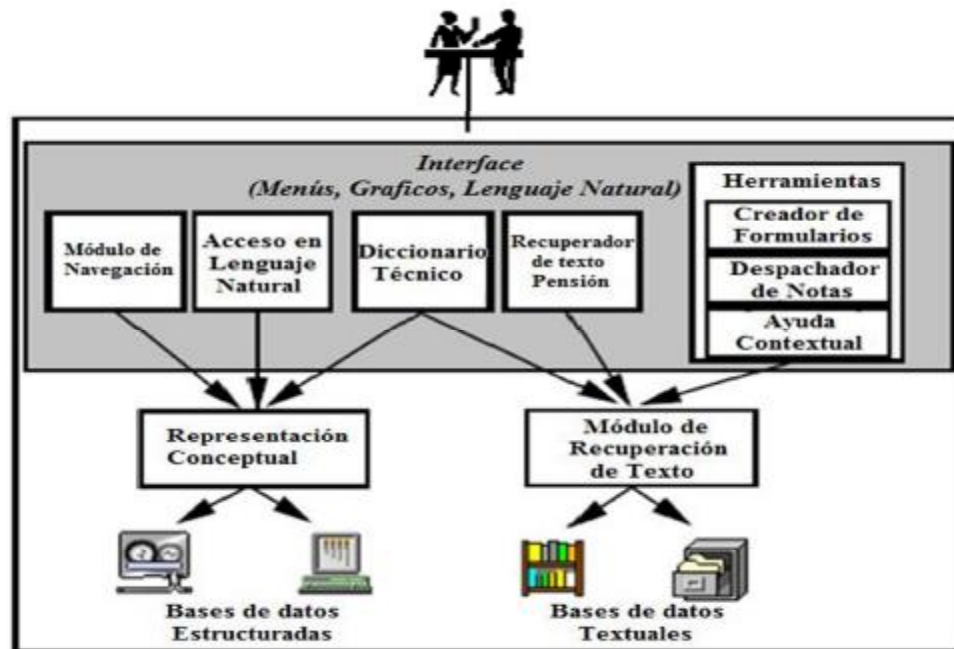 Interface
(Menús, Graficos, Lenguaje Natural)
Módulo de
Navegación
Acceso en
Lenguaje
Natural
Diccionario
Técnico
Recuperador
de texto
Pensión
Herramientas
Creador de
Formularios
Despachador
de Notas
Ayuda
Contextual
Representación
Conceptual
Módulo de
Recuperación
de Texto
Bases de datos
Estructuradas
Bases de datos
Textuales